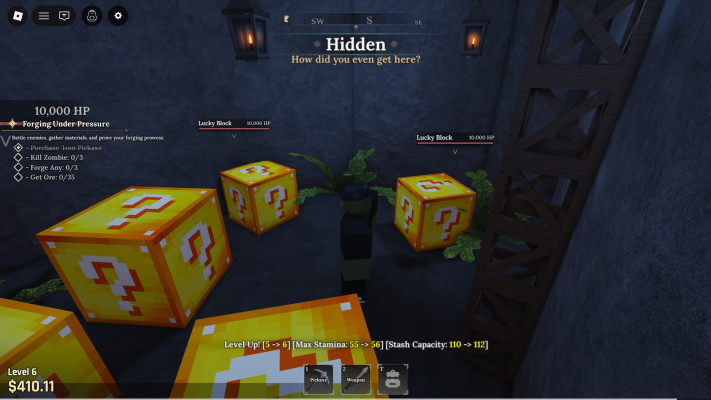 SW S SE
Hidden
How did you even get here?
10,000 HP
Forging Under Pressure
Battle enemies, gather materials, and prove your forging prowess.
- Purchase Iron Pickaxe
- Kill Zombie: 0/3
- Forge Any: 0/3
- Get Ore: 0/35
Lucky Block 10,000 HP
Lucky Block 10,000 HP
Level Up! [5 -> 6] [Max Stamina: 55 -> 56] [Stash Capacity: 110 -> 112]
Level 6
$410.11
1 2 T
Pickaxe Weapon